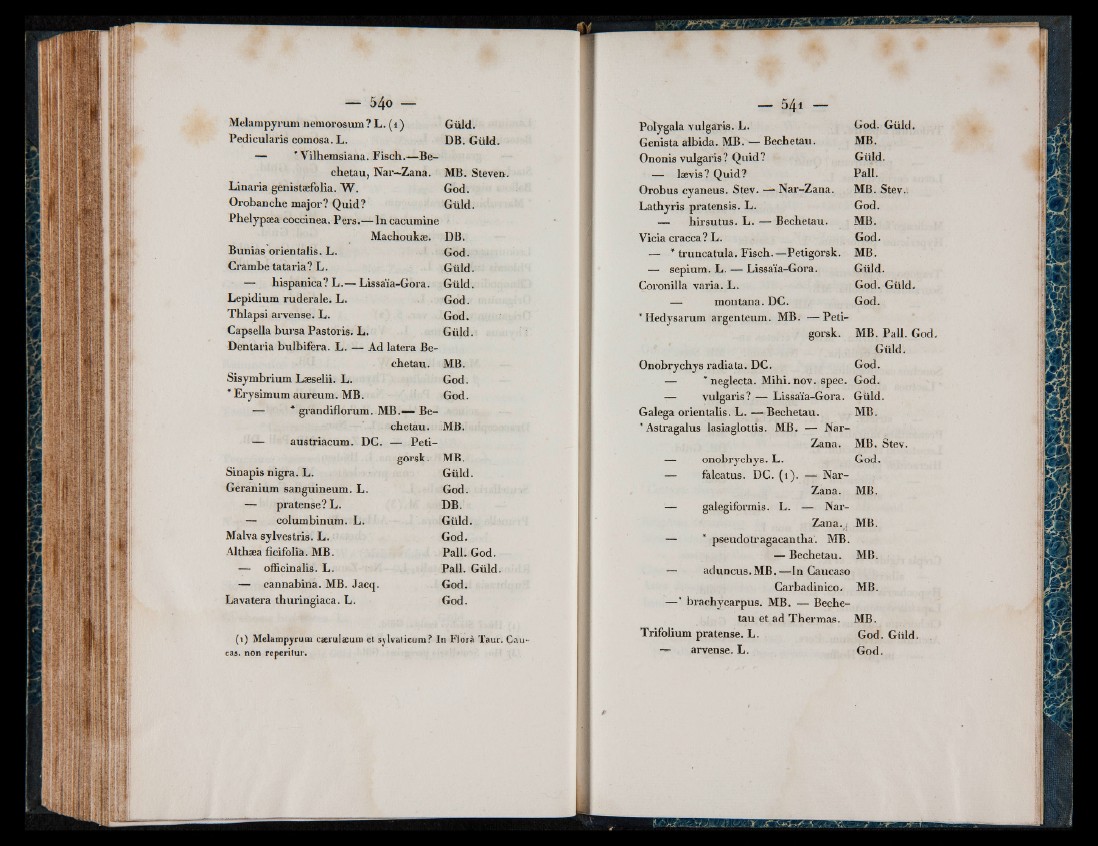 — 540 —
Melampyrum nemorosum? L. (1) Güld.
Pedicularis comosa. L. DB. Güld.
— * Vilhemsiana. Fisch.—Be-
chetau, Nar-Zana. MB. Steven.
Linaria genistæfolia. W. God.
Orobanche major? Quid? Güld.
Phelypæa coccinea. Pers.— In cacumine
Machoukæ. DB.
Bunias orientalis. L. God.
Crambe tataria? L. Güld.
— hispanica? L.— Lissaïa-Gora. Güld.
Lepidium ruderale. L. God.
Thlapsi arvense. L. God.
Capsella bursa Pastoris. L. Güld.
Dentaria bulbifera. L. — Ad latera Be-
chetau. MB.
Sisymbrium Læselii. L. God.
* Erysimum aureum. MB. God.
— * grandiflorum. MB.— Be-
chetau. MB.
— austriacum. DC. — Peti-
gorsk. MB.
Sinapis nigra. L. Güld.
Geranium sanguineum. L. God.
— pratense? L. DB.
— columbinum. L. Güld.
Malva sylvestris. L. God.
Althæa ficifolia. MB. Pall. God.
— officinalis. L. Pall. Güld.
— cannabina. MB. Jacq. God.
Lavatera thuringiaca. L. God.
(1) Melampyrum cærulæum et sylvaticum? In Florâ Taur. Cau-
cas. non reperitur.
— 541 —
Polygala vulgaris. L. God. Güld.
Genista albida. MB. — Bechetau. MB.
Ononis vulgaris? Quid? Güld.
— lævis? Quid? Pall.
Orobus cyaneus. Stev. — Nar-Zana. MB. Stev.
Lathyris pratensis. L. God.
— hirsutus. L. — Bechetau. MB.
Vicia cracca? L. God.
— * truncatula. Fisch.—Petigorsk. MB.
— sepium. L. — Lissaïa-Gora. Güld.
Coronilla varia. L. God. Güld.
— montana. DC. God.
* Hedysarum argenteum. MB. — Peti-
gorsk. MB. Pall. God.
Güld.
Onobrychys radiata. DC. God.
— * neglecta. Mihi. nov. spec. God.
— vulgaris? — Lissaïa-Gora. Güld.
Galega orientalis. L. — Bechetau. MB.
* Astragalus lasiaglottis. MB. — Nar-
Zana. MB. Stev.
— onobrychys. L. God.
— falcatus. DC. (1). — Nar-
Zana. MB.
— galegiformis. L. — Nar-
Zana. MB.
— * pseudotragacantha. MB.
— Bechetau. MB.
— aduncus. MB.—In Caucaso
Carbadinico. MB.
—* brachycarpus. MB. — Beche-
tau et ad Thermas. MB.
Trifolium pratense. L. God. Güld.
— arvense. L. God.